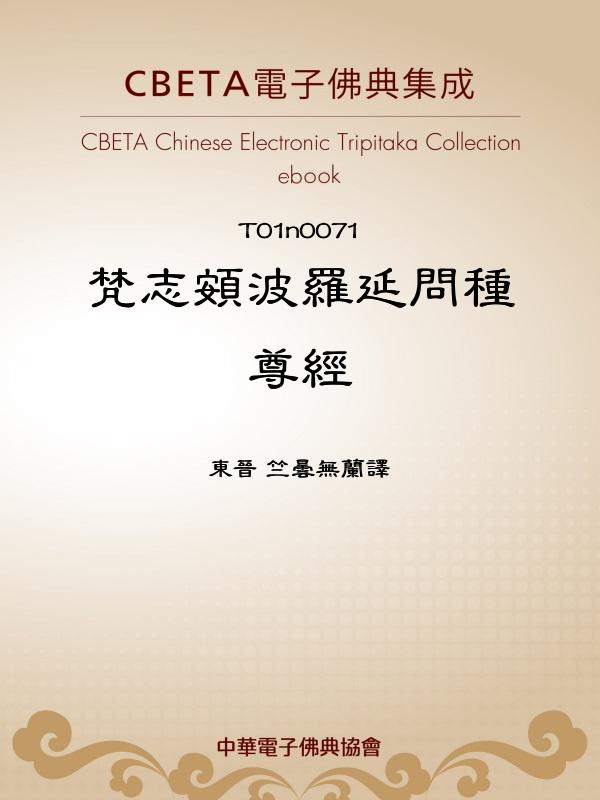 CBETA電子佛典集成
CBETA Chinese Electronic Tripitaka Collection
ebook
T01n0071
梵志頞波羅延問種
尊經
東晉 竺曇無蘭譯
中華電子佛典協會